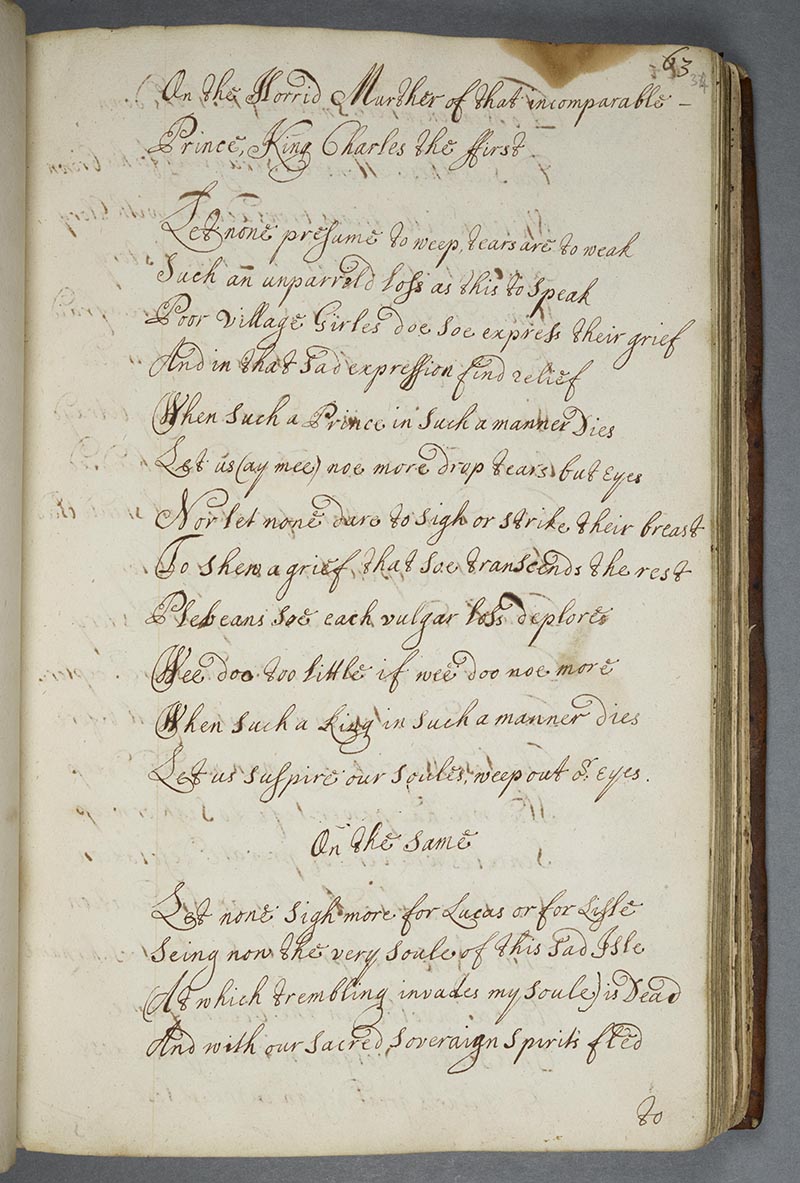 63
34
On the Horrid Murther of that incomparable -
Prince, King Charles the ffirst
Let none presume to weep, tears are to weak
Such an unparreld loss as this to speak
Poor village Girles doe soe express their grief
And in that sad expression find relief
When such a Prince in such a manner Dies
Let us (ay mee) noe more drop tears but Eyes
Nor let none dare to sigh or strike their breast
To shew a grief that soe transcends the rest
Plebeans soe each vulgar loss deplore
Wee doo too little if wee doo noe more
When such a King in such a manner dies
Let us suspire our soules, weep out or. Eyes.
On the same
Let none sigh more for Lucas or for Lisle
Seing now the very soule of this sad Isle
(At which trembling invades my soule) is Dead
And with our sacred soveraign spirits fled
to